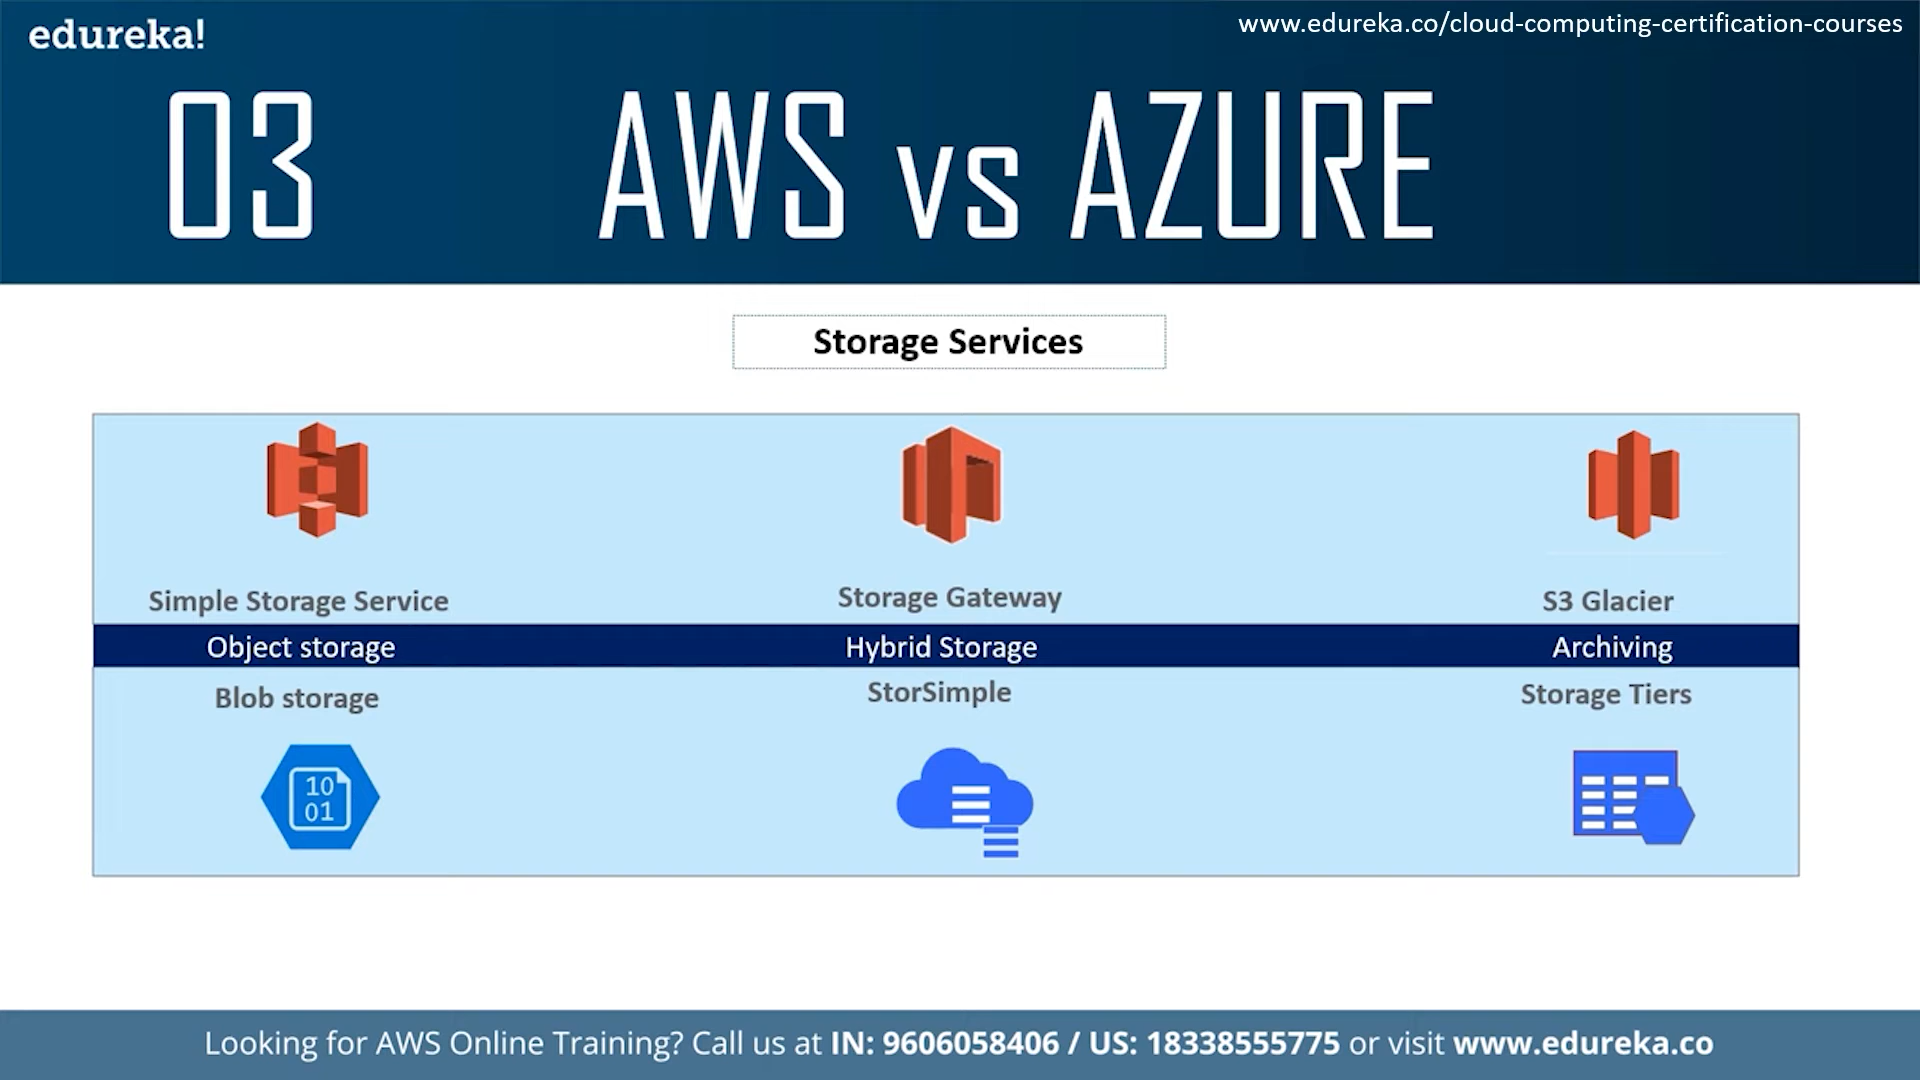 edureka!
www.edureka.co/cloud-computing-certification-courses
03 AWS vs AZURE
Storage Services
Simple Storage Service
Storage Gateway
S3 Glacier
Object storage
Hybrid Storage
Archiving
Blob storage
StorSimple
Storage Tiers
10
01
Looking for AWS Online Training? Call us at IN: 9606058406 / US: 18338555775 or visit www.edureka.co